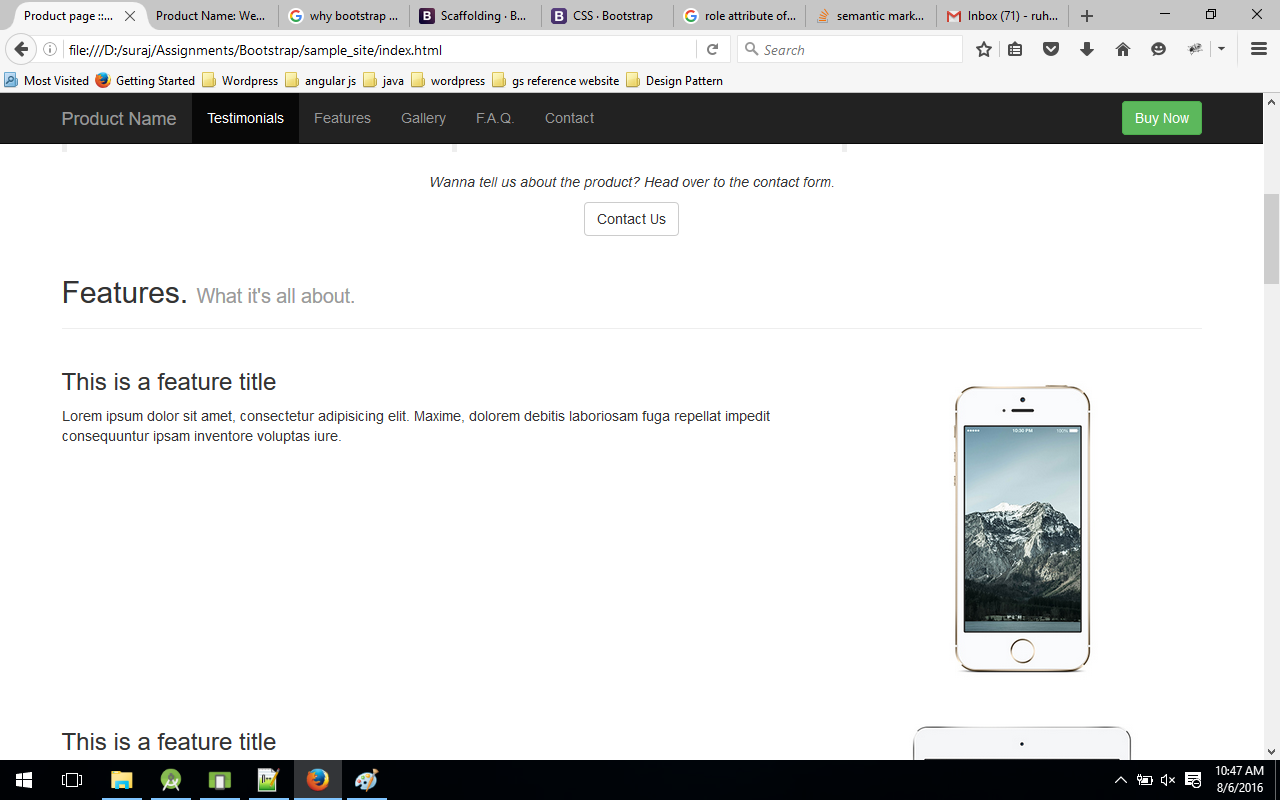 Product page ::...
Product Name: We...
why bootstrap ...
Scaffolding · B...
CSS · Bootstrap
role attribute of...
semantic mark...
Inbox (71) - ruh...
file:///D:/suraj/Assignments/Bootstrap/sample_site/index.html
Search
Most Visited
Getting Started
Wordpress
angular js
java
wordpress
gs reference website
Design Pattern
Product Name
Testimonials
Features
Gallery
F.A.Q.
Contact
Buy Now
Wanna tell us about the product? Head over to the contact form.
Contact Us
Features. What it's all about.
This is a feature title
Lorem ipsum dolor sit amet, consectetur adipisicing elit. Maxime, dolorem debitis laboriosam fuga repellat impedit
consequuntur ipsam inventore voluptas iure.
10:30 PM
100%
This is a feature title
10:47 AM
8/6/2016